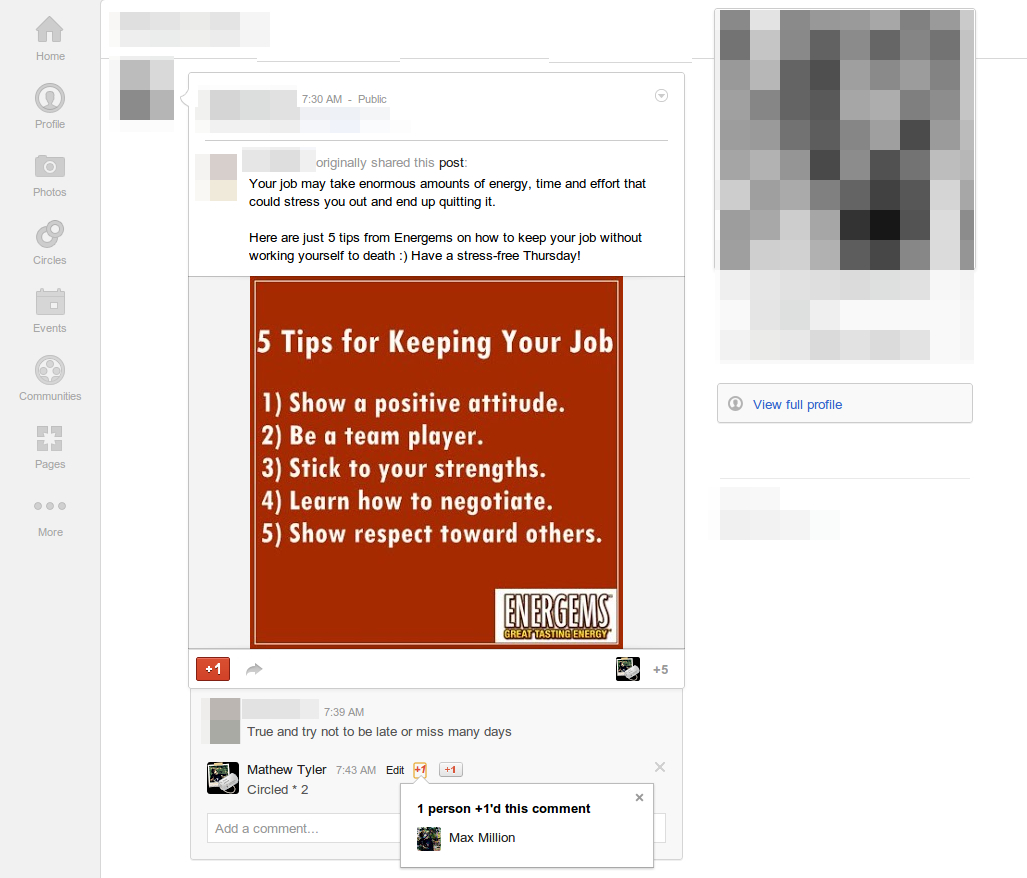 Home
Profile
Photos
Circles
Events
Communities
Pages
More
7:30 AM - Public
originally shared this post:
Your job may take enormous amounts of energy, time and effort that
could stress you out and end up quitting it.
Here are just 5 tips from Energems on how to keep your job without
working yourself to death :) Have a stress-free Thursday!
5 Tips for Keeping Your Job
1) Show a positive attitude.
2) Be a team player.
3) Stick to your strengths.
4) Learn how to negotiate.
5) Show respect toward others.
ENERGEMS™
GREAT TASTING ENERGY™
+1
+5
7:39 AM
True and try not to be late or miss many days
Mathew Tyler 7:43 AM Edit +1 +1
Circled * 2
Add a comment...
1 person +1'd this comment
Max Million
View full profile